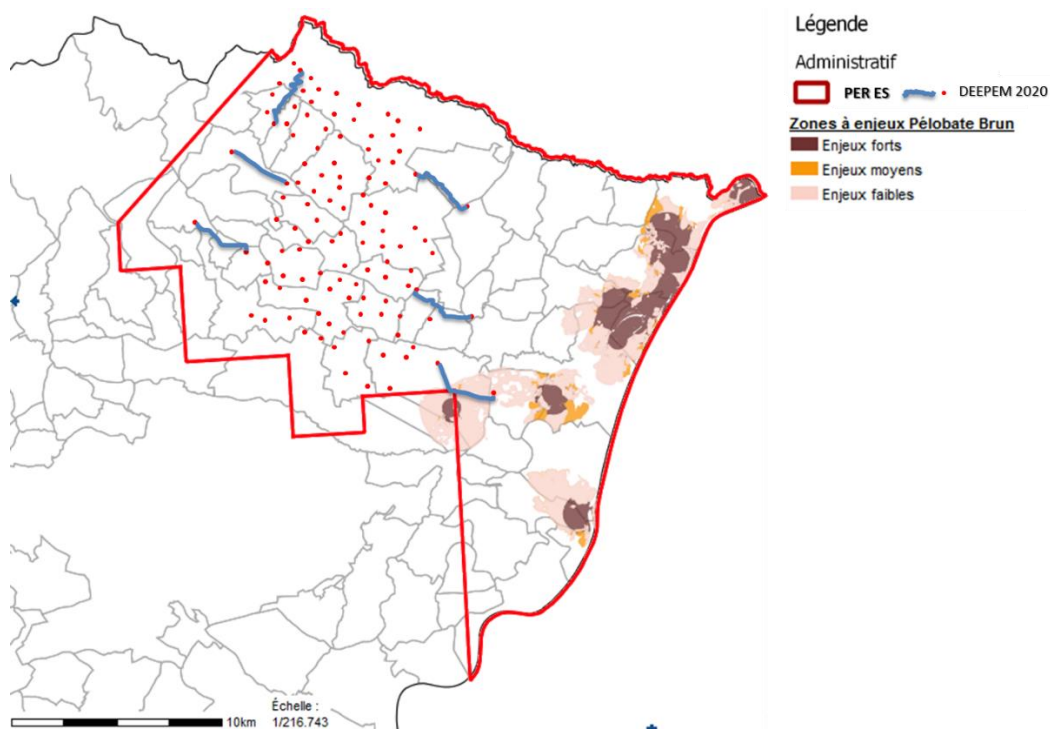 Légende
Administratif
PER ES DEEPEM 2020
Zones à enjeux Pélobate Brun
Enjeux forts
Enjeux moyens
Enjeux faibles
Échelle :
10km 1/216.743